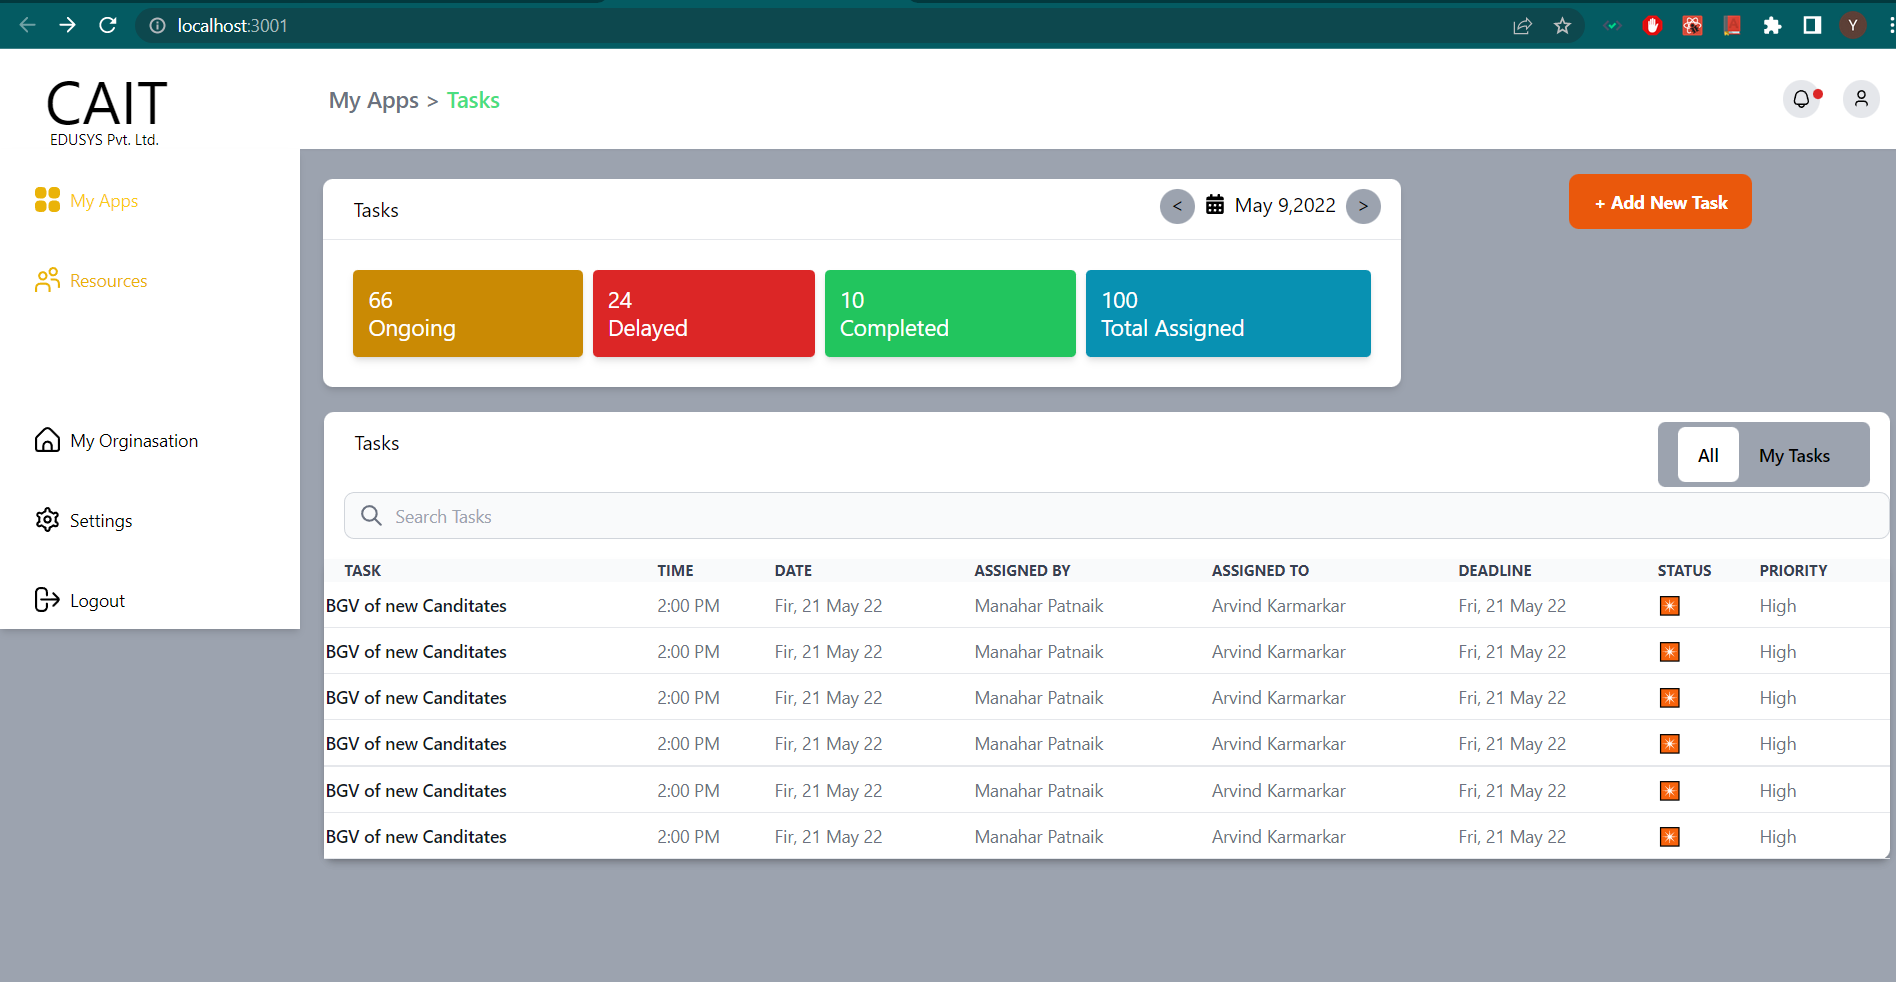 localhost:3001
Y
CAIT
EDUSYS Pvt. Ltd.
My Apps > Tasks
My Apps
Resources
My Orginasation
Settings
Logout
Tasks
< May 9,2022 >
+ Add New Task
66
Ongoing
24
Delayed
10
Completed
100
Total Assigned
Tasks
All My Tasks
Search Tasks
TASK TIME DATE ASSIGNED BY ASSIGNED TO DEADLINE STATUS PRIORITY
BGV of new Canditates 2:00 PM Fir, 21 May 22 Manahar Patnaik Arvind Karmarkar Fri, 21 May 22 High
BGV of new Canditates 2:00 PM Fir, 21 May 22 Manahar Patnaik Arvind Karmarkar Fri, 21 May 22 High
BGV of new Canditates 2:00 PM Fir, 21 May 22 Manahar Patnaik Arvind Karmarkar Fri, 21 May 22 High
BGV of new Canditates 2:00 PM Fir, 21 May 22 Manahar Patnaik Arvind Karmarkar Fri, 21 May 22 High
BGV of new Canditates 2:00 PM Fir, 21 May 22 Manahar Patnaik Arvind Karmarkar Fri, 21 May 22 High
BGV of new Canditates 2:00 PM Fir, 21 May 22 Manahar Patnaik Arvind Karmarkar Fri, 21 May 22 High